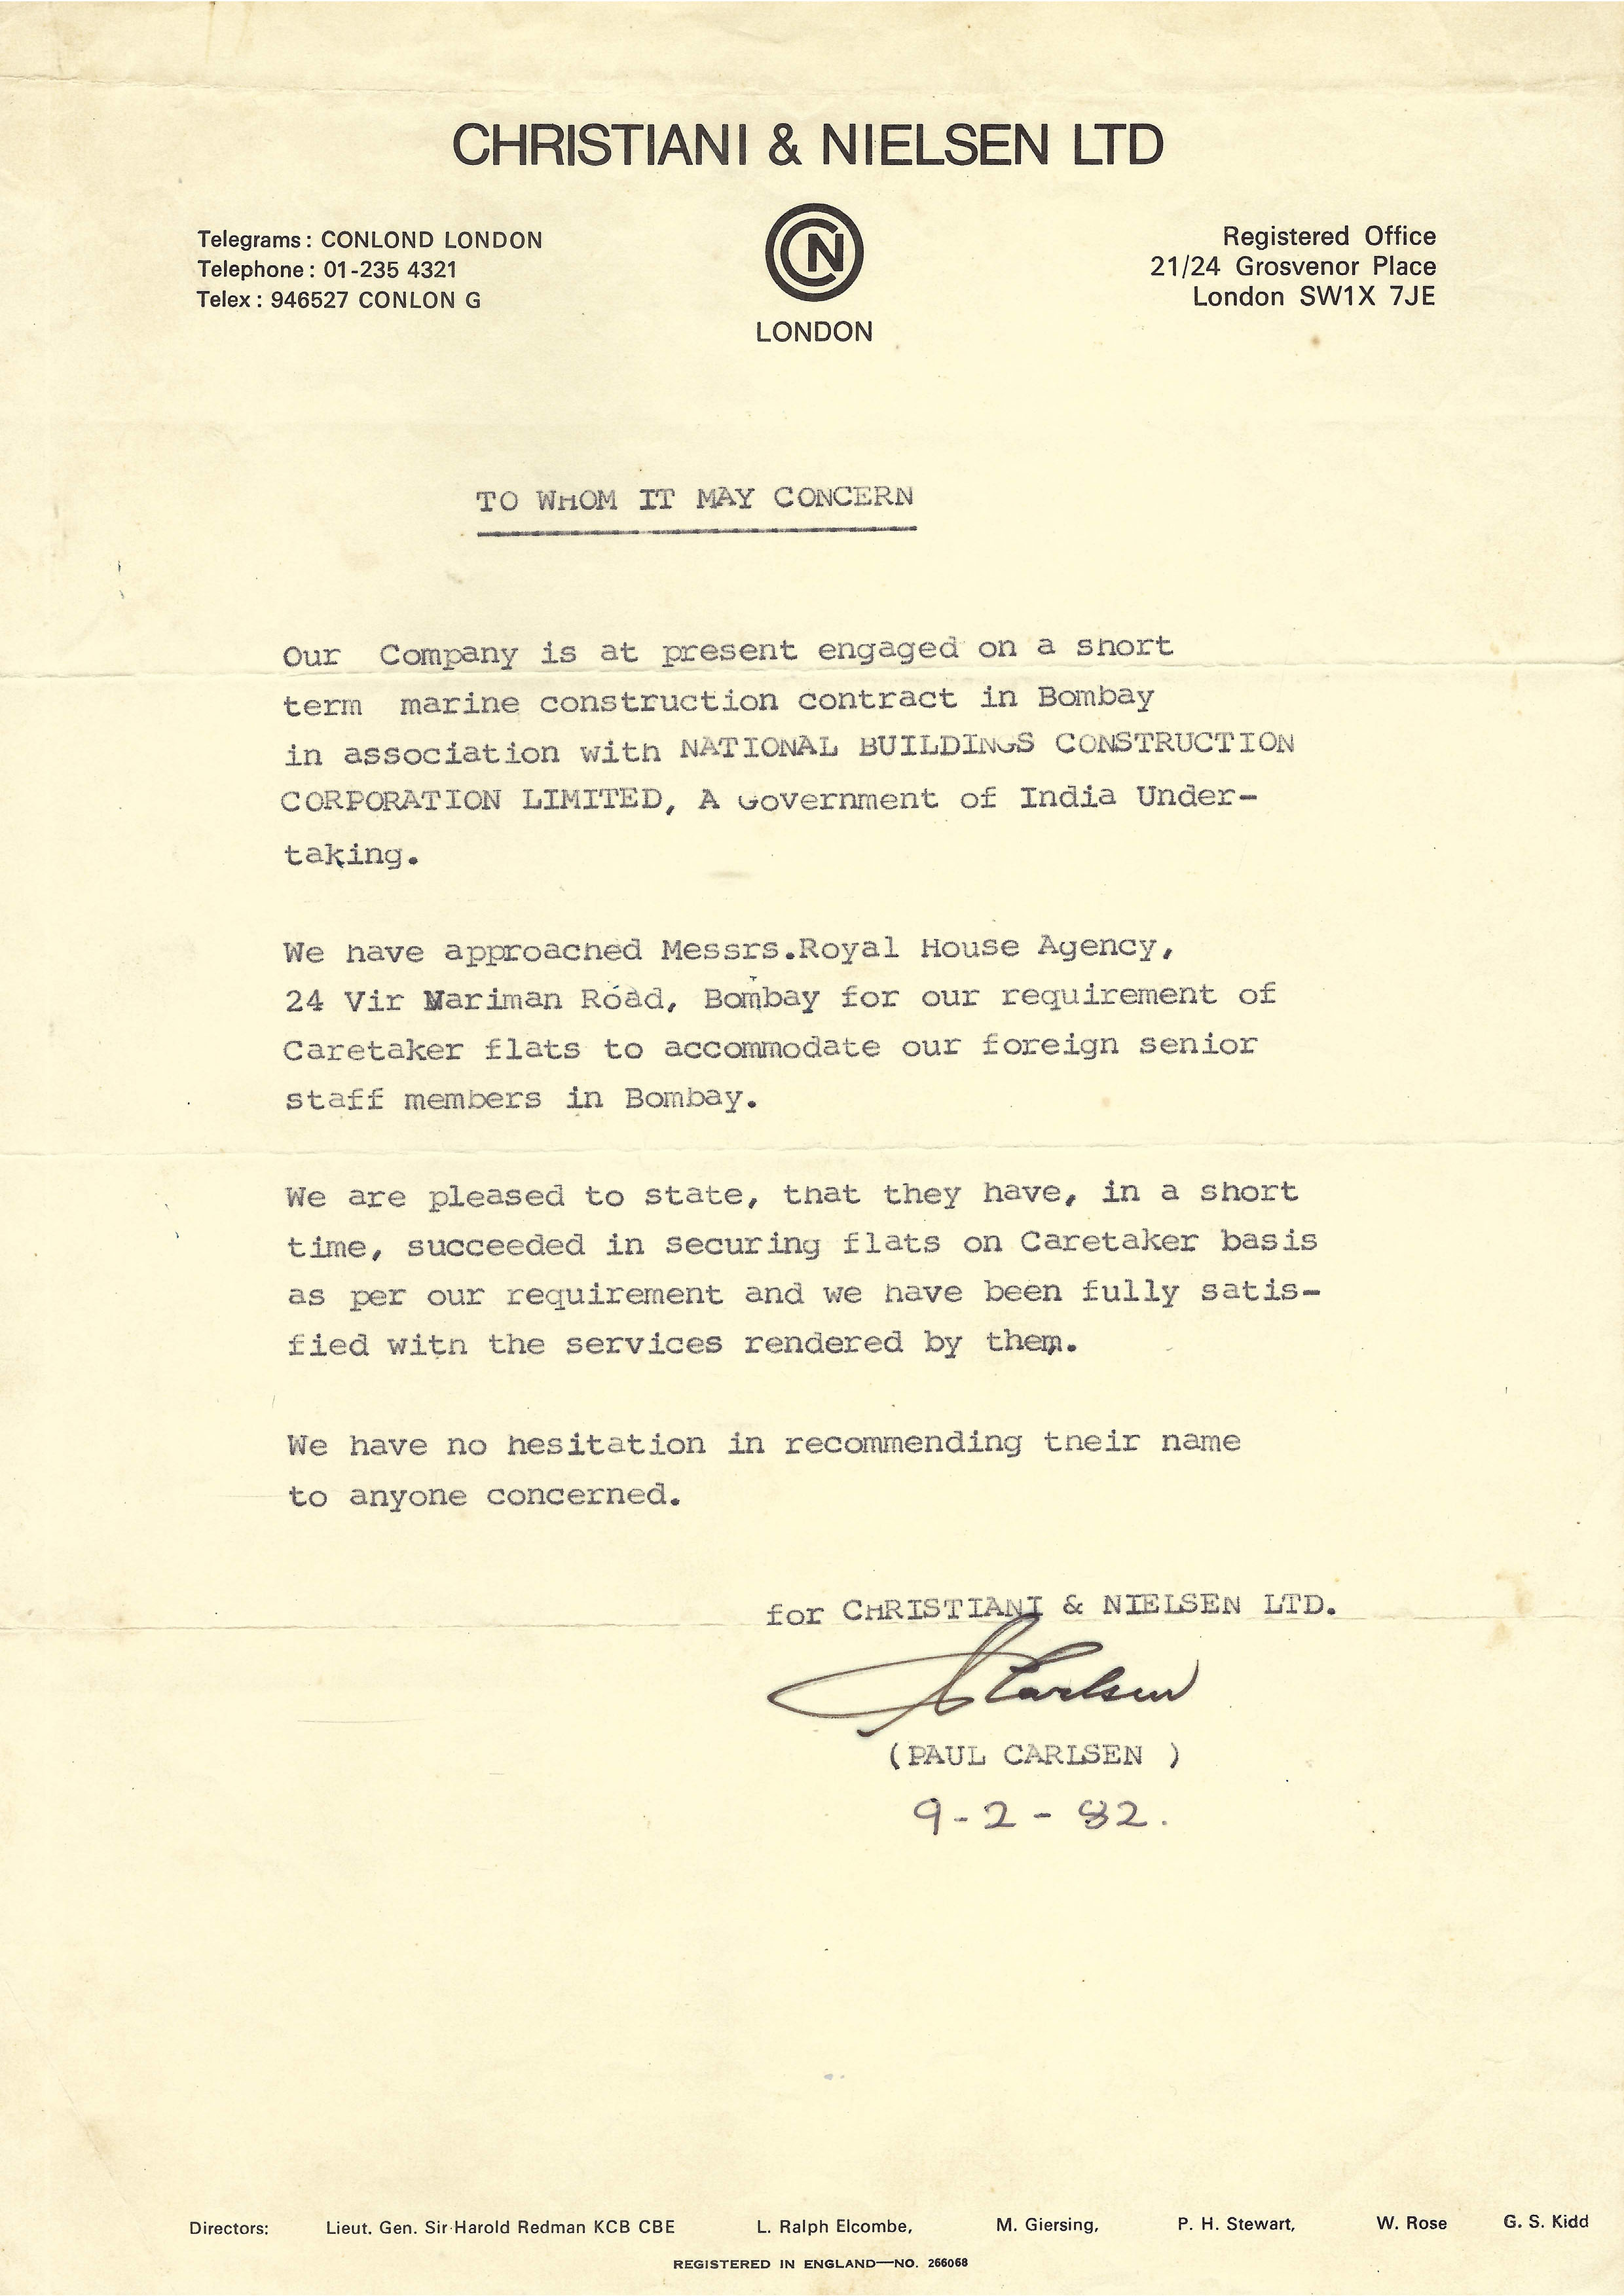 CHRISTIANI & NIELSEN LTD
Telegrams: CONLOND LONDON
Telephone: 01-235 4321
Telex: 946527 CONLON G
CN
LONDON
Registered Office
21/24 Grosvenor Place
London SW1X 7JE
TO WHOM IT MAY CONCERN
Our Company is at present engaged on a short
term marine construction contract in Bombay
in association with NATIONAL BUILDINGS CONSTRUCTION
CORPORATION LIMITED, A Government of India Under-
taking.
We have approached Messrs.Royal House Agency,
24 Vir Nariman Road, Bombay for our requirement of
Caretaker flats to accommodate our foreign senior
staff members in Bombay.
We are pleased to state, that they have, in a short
time, succeeded in securing flats on Caretaker basis
as per our requirement and we have been fully satis-
fied with the services rendered by them.
We have no hesitation in recommending their name
to anyone concerned.
for CHRISTIANI & NIELSEN LTD.
Carlsen
(PAUL CARLSEN )
9-2-82.
Directors: Lieut. Gen. Sir Harold Redman KCB CBE L. Ralph Elcombe, M. Giersing, P. H. Stewart, W. Rose G. S. Kidd
REGISTERED IN ENGLAND—NO. 266068